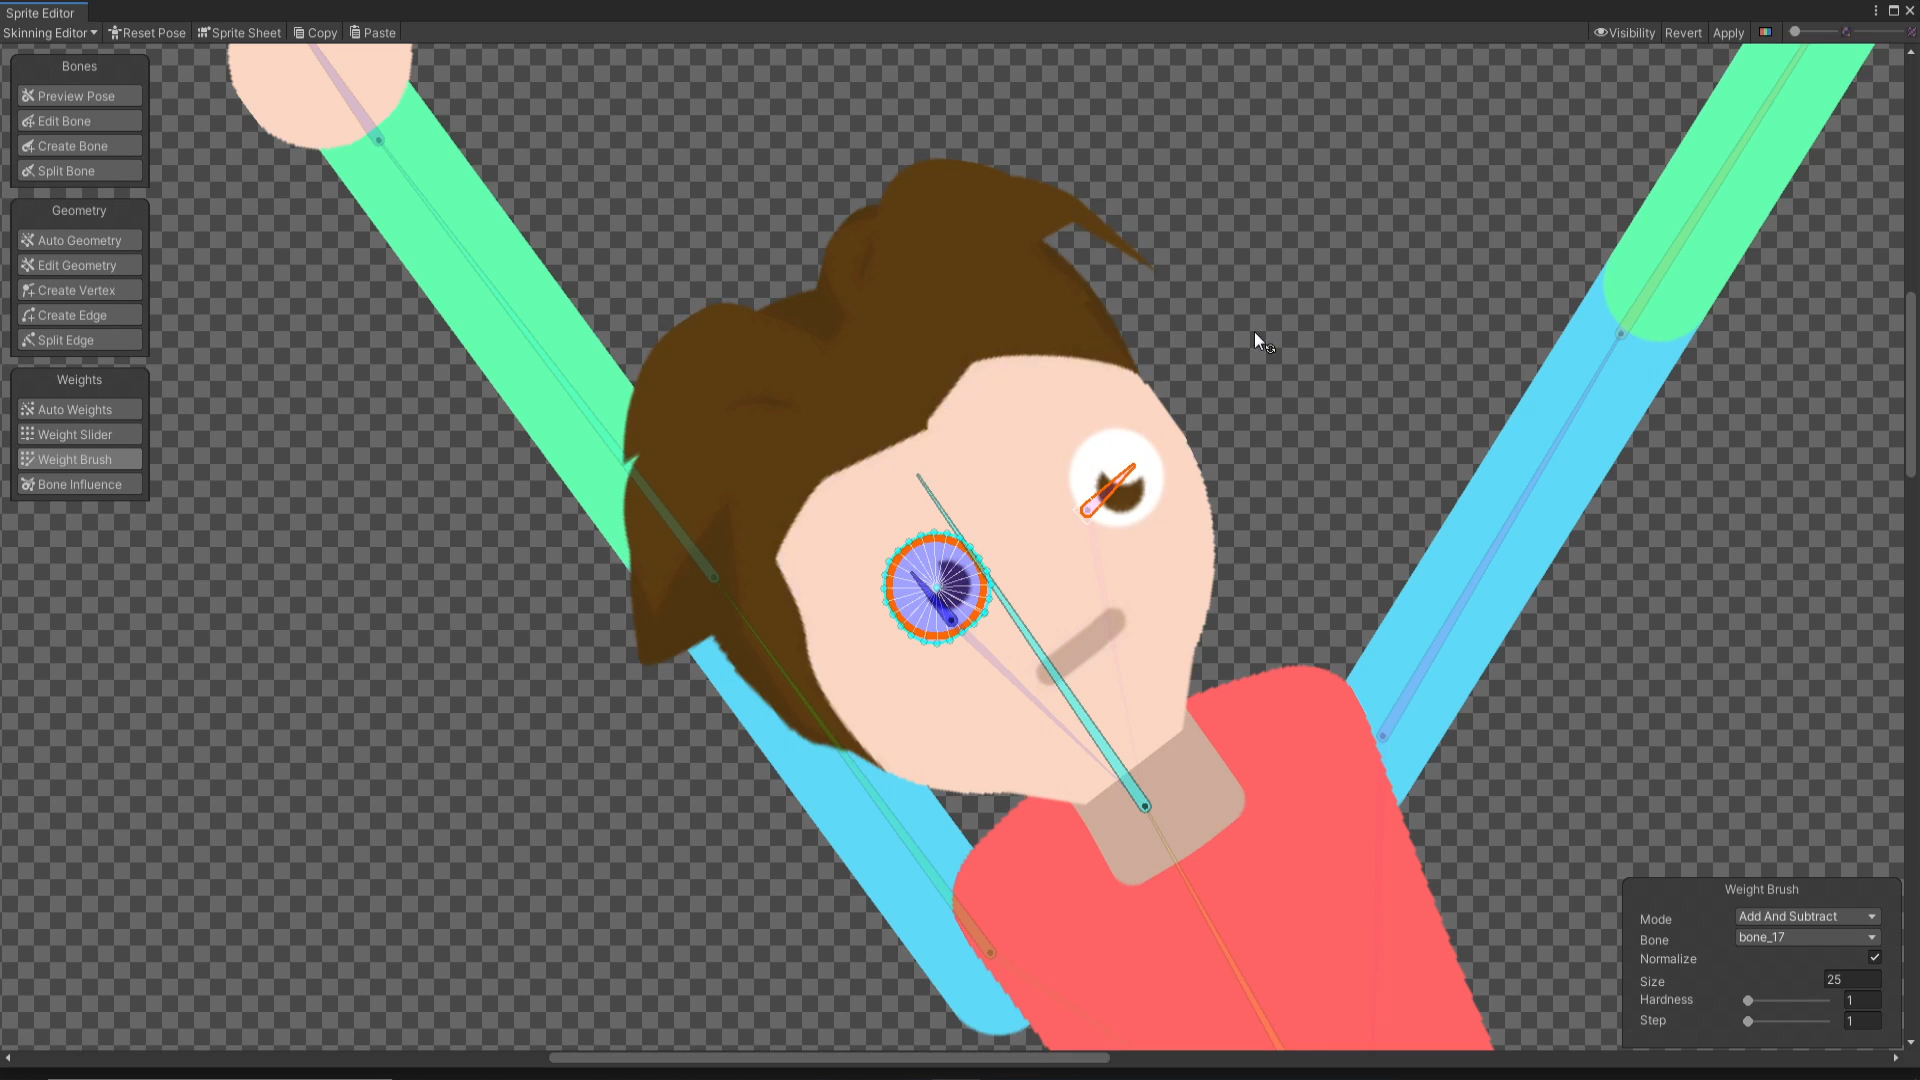 Sprite Editor
Skinning Editor
Reset Pose
Sprite Sheet
Copy
Paste
Visibility
Revert
Apply
Bones
Preview Pose
Edit Bone
Create Bone
Split Bone
Geometry
Auto Geometry
Edit Geometry
Create Vertex
Create Edge
Split Edge
Weights
Auto Weights
Weight Slider
Weight Brush
Bone Influence
Weight Brush
Mode Add And Subtract
Bone bone_17
Normalize
Size 25
Hardness 1
Step 1